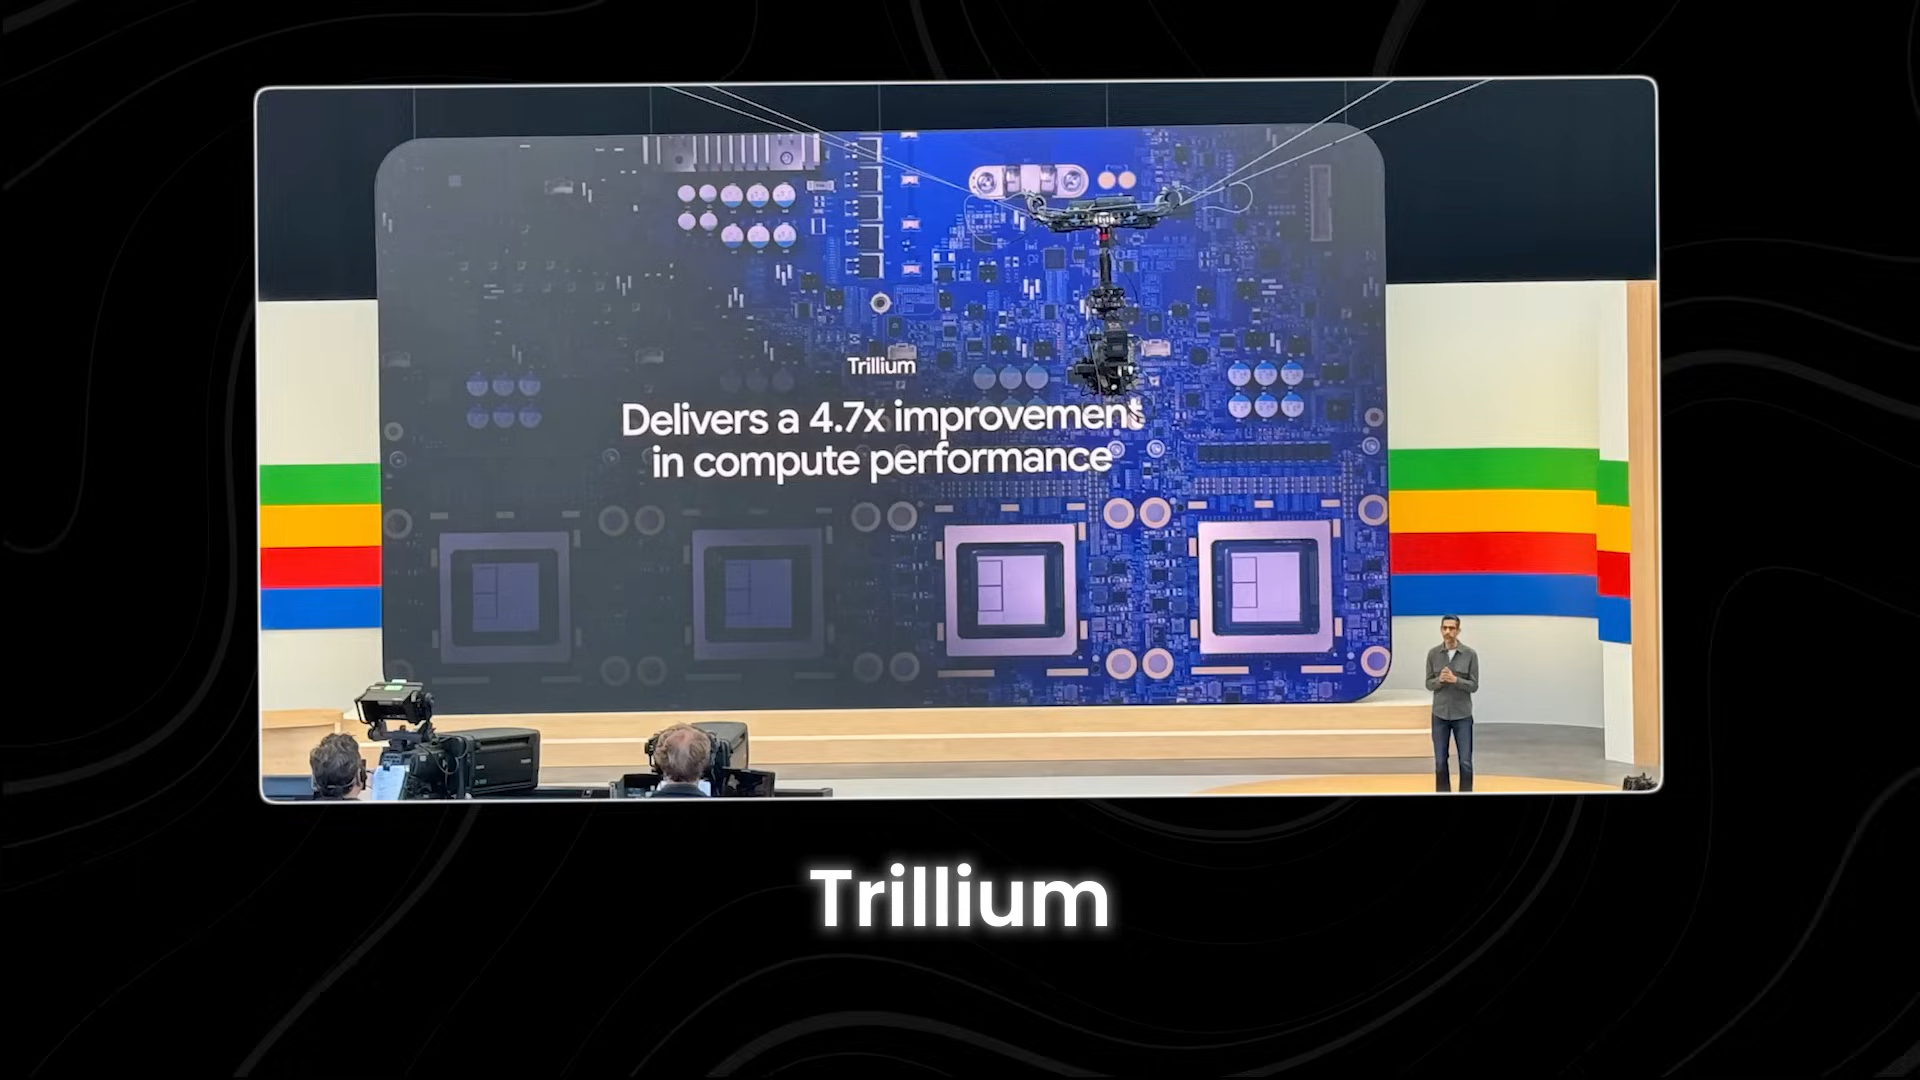 Trillium
Delivers a 4.7x improvement
in compute performance
Trillium